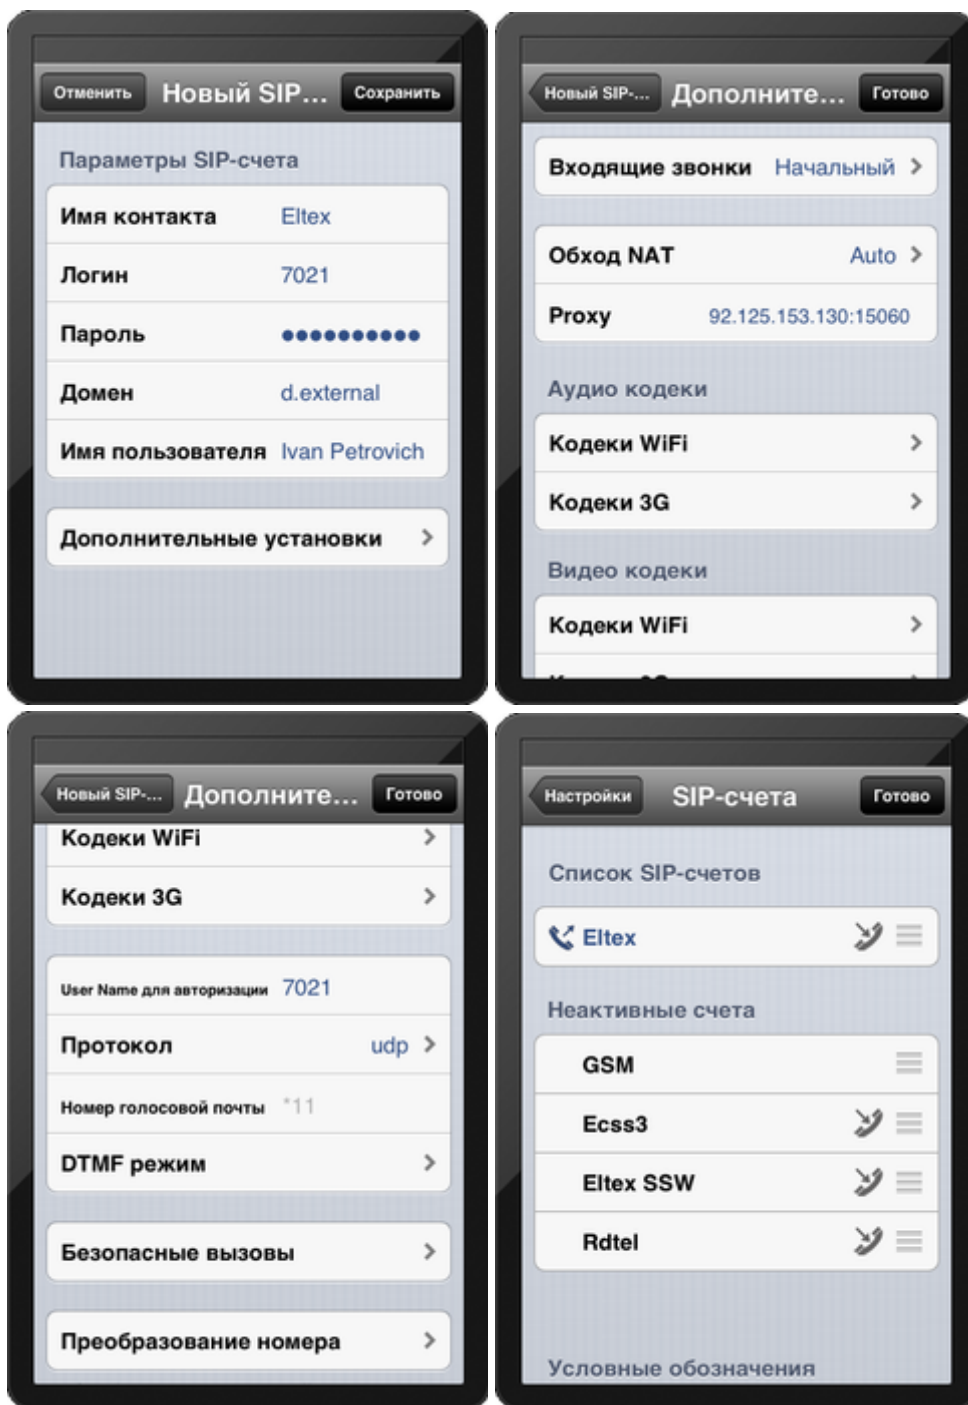 Отменить
Новый SIP...
Сохранить
Параметры SIP-счета
Имя контакта Eltex
Логин 7021
Пароль ●●●●●●●●●●
Домен d.external
Имя пользователя Ivan Petrovich
Дополнительные установки
Новый SIP-...
Дополните...
Готово
Входящие звонки Начальный
Обход NAT Auto
Proxy 92.125.153.130:15060
Аудио кодеки
Кодеки WiFi
Кодеки 3G
Видео кодеки
Кодеки WiFi
Новый SIP-...
Дополните...
Готово
Кодеки WiFi
Кодеки 3G
User Name для авторизации 7021
Протокол udp
Номер голосовой почты *11
DTMF режим
Безопасные вызовы
Преобразование номера
Настройки
SIP-счета
Готово
Список SIP-счетов
Eltex
Неактивные счета
GSM
Ecss3
Eltex SSW
Rdtel
Условные обозначения